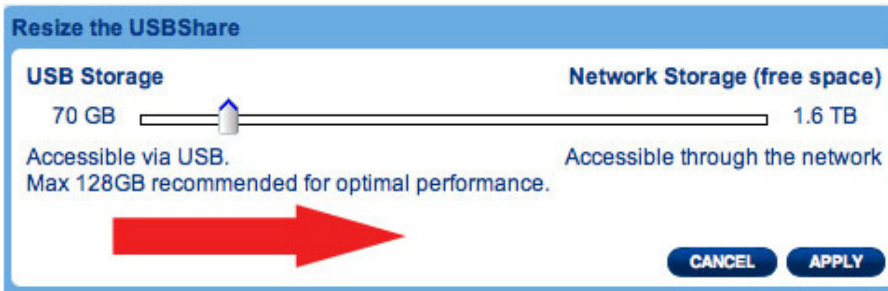 Resize the USBShare
USB Storage Network Storage (free space)
70 GB 1.6 TB
Accessible via USB. Accessible through the network
Max 128GB recommended for optimal performance.
CANCEL APPLY